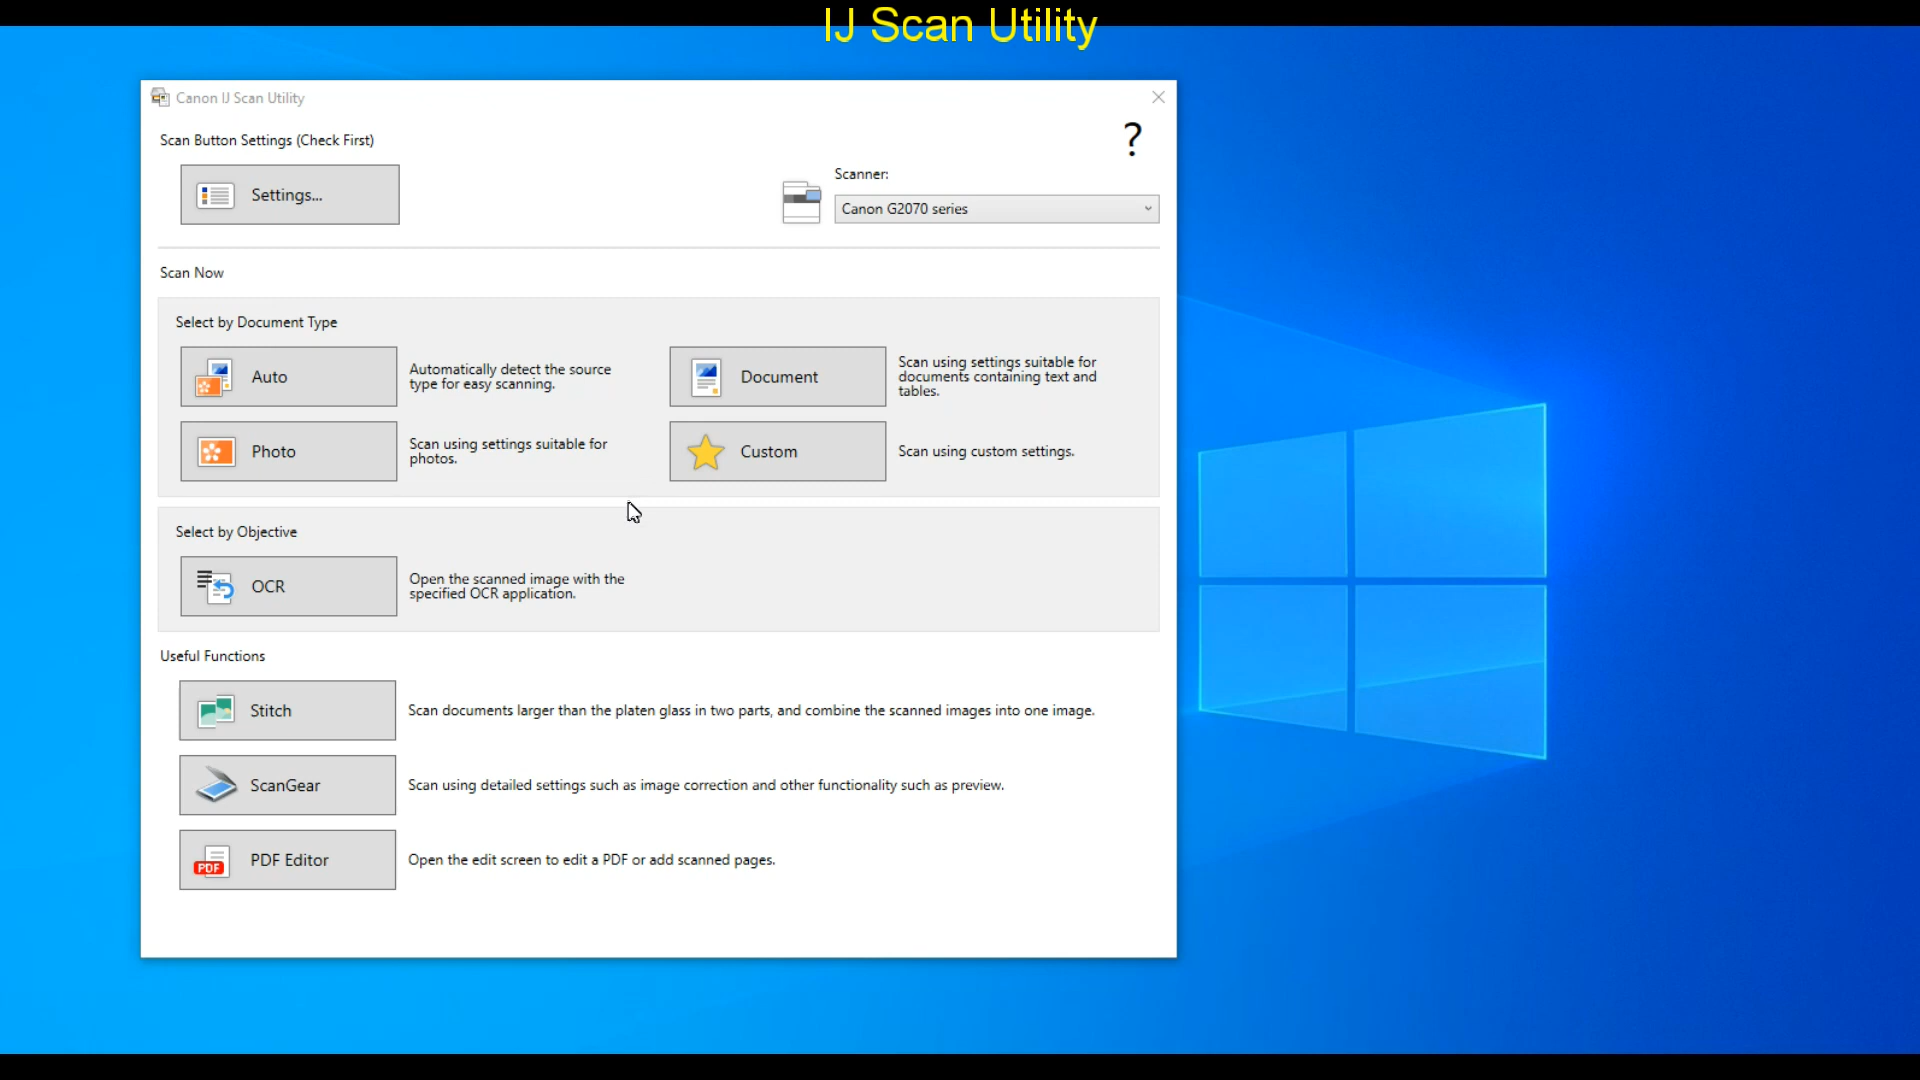 IJ Scan Utility
Canon IJ Scan Utility
Scan Button Settings (Check First)
?
Settings...
Scanner:
Canon G2070 series
Scan Now
Select by Document Type
Auto
Automatically detect the source
type for easy scanning.
Document
Scan using settings suitable for
documents containing text and
tables.
Photo
Scan using settings suitable for
photos.
Custom
Scan using custom settings.
Select by Objective
OCR
Open the scanned image with the
specified OCR application.
Useful Functions
Stitch
Scan documents larger than the platen glass in two parts, and combine the scanned images into one image.
ScanGear
Scan using detailed settings such as image correction and other functionality such as preview.
PDF
PDF Editor
Open the edit screen to edit a PDF or add scanned pages.